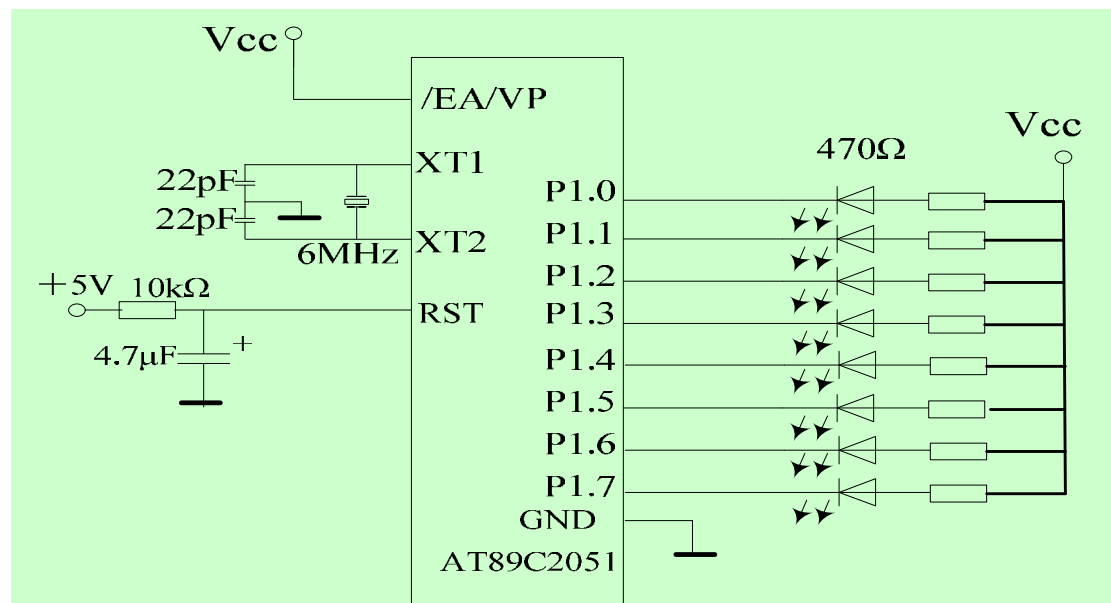 Vcc
/EA/VP
XT1
22pF
22pF
XT2
6MHz
+5V
10kΩ
RST
4.7μF
+
Vcc
470Ω
P1.0
P1.1
P1.2
P1.3
P1.4
P1.5
P1.6
P1.7
GND
AT89C2051